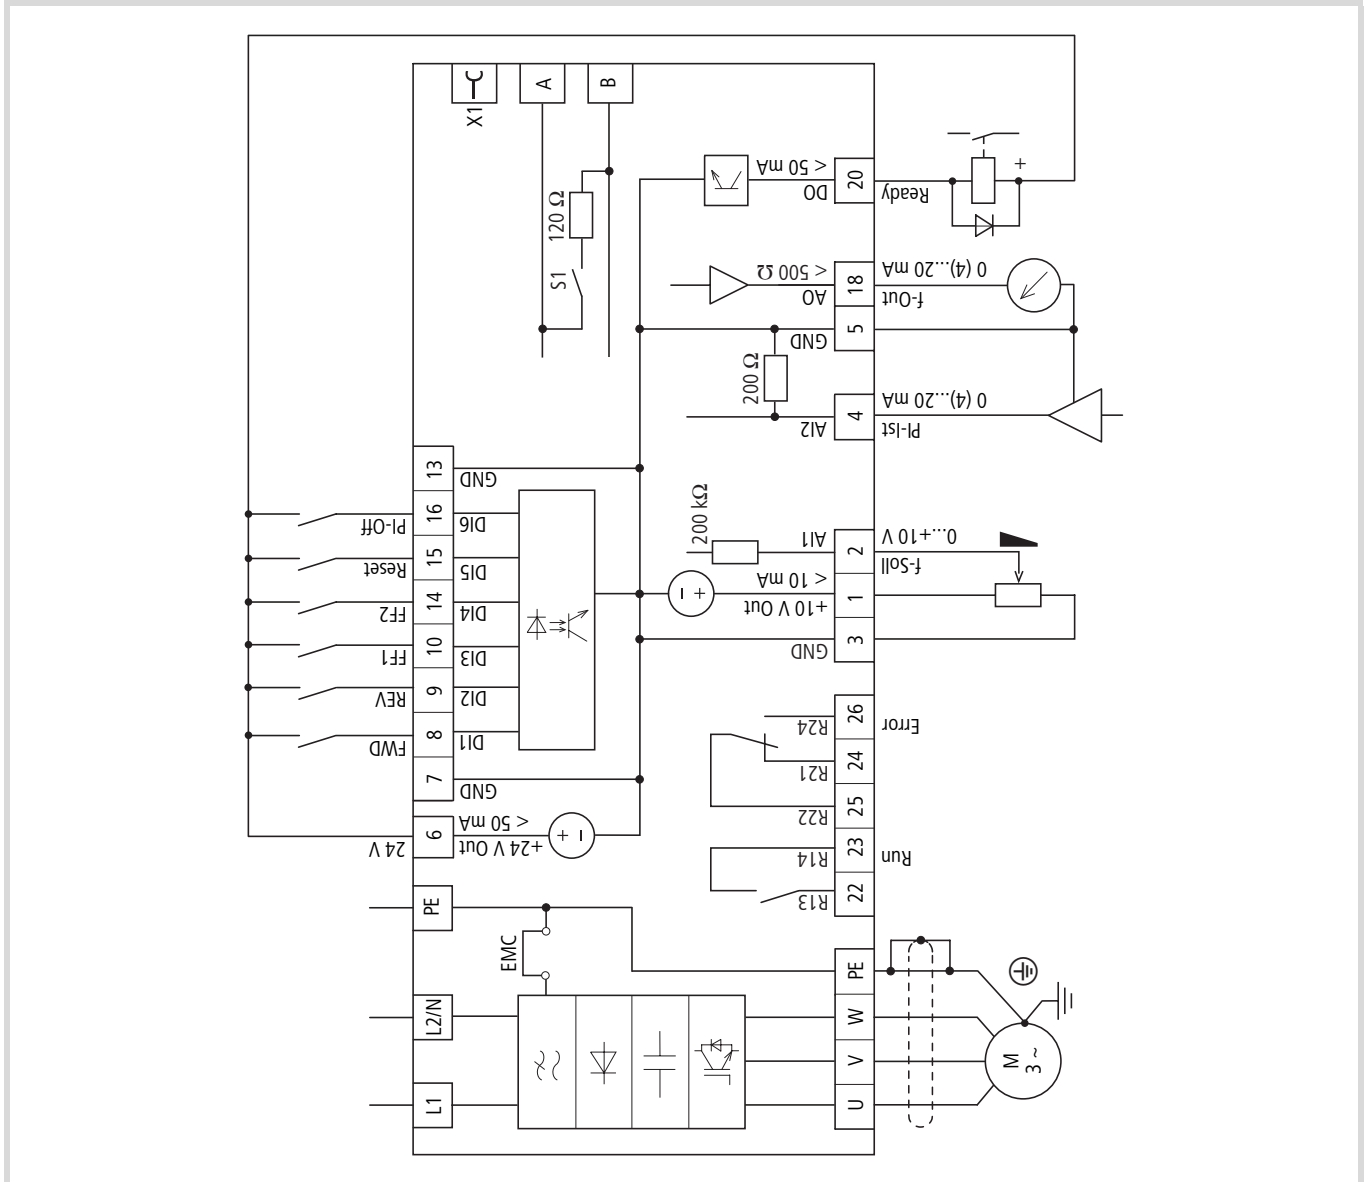 X1
A
B
120 Ω
S1
< 50 mA
DO
20
Ready
+
< 500 Ω
AO
18
0 (4)...20 mA
f-Out
5
GND
200 Ω
AI2
4
0 (4)...20 mA
PI-Ist
13
GND
PI-Off
16
DI6
Reset
15
DI5
FF2
14
DI4
FF1
10
DI3
REV
9
DI2
FWD
8
DI1
7
GND
24 V
6
< 50 mA
+24 V Out
+ −
200 kΩ
AI1
2
0...+10 V
f-Soll
− +
< 10 mA
+10 V Out
1
GND
3
R24
26
Error
R21
24
R22
25
R14
23
Run
R13
22
PE
EMC
L2/N
L1
PE
W
V
U
M
3 ~